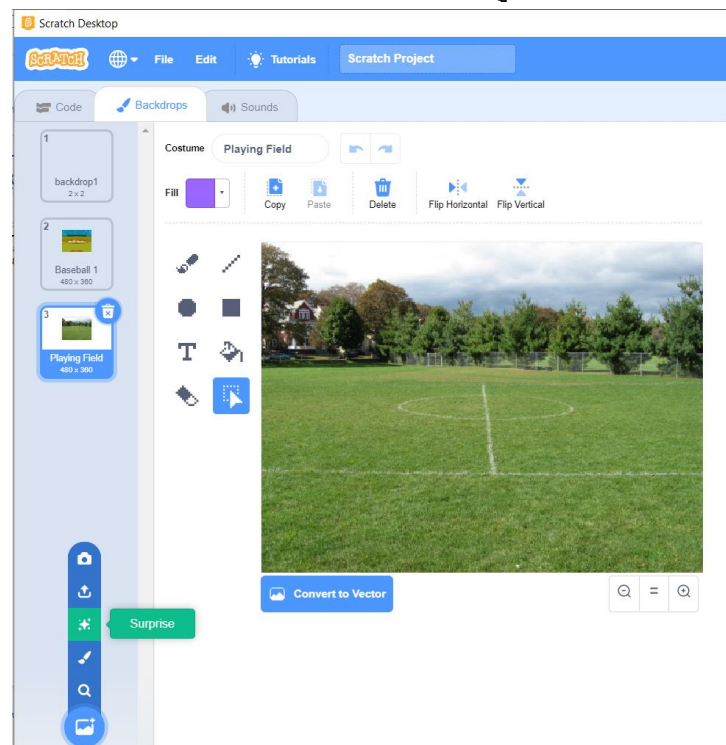 Scratch Desktop
SCRATCH File Edit Tutorials Scratch Project
Code Backdrops Sounds
1
backdrop1
2 x 2
2
Baseball 1
480 x 360
3
Playing Field
480 x 360
Costume Playing Field
Fill Copy Paste Delete Flip Horizontal Flip Vertical
T
Convert to Vector
=
Surprise